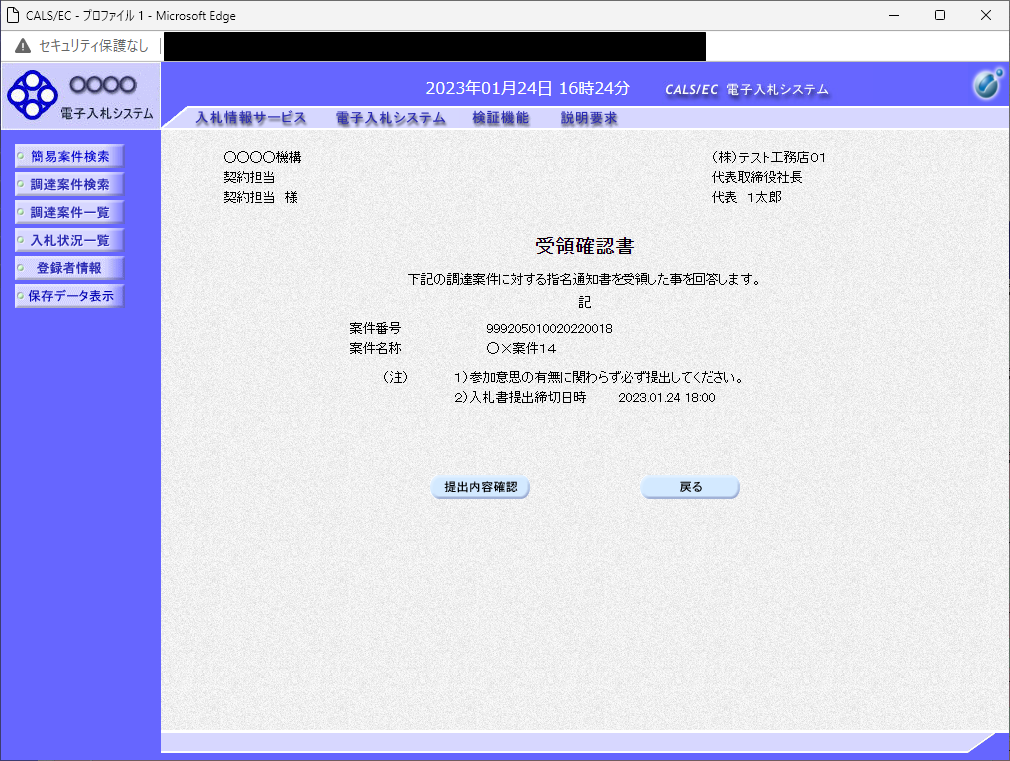 CALS/EC - プロファイル 1 - Microsoft Edge
セキュリティ保護なし
〇〇〇〇
電子入札システム
2023年01月24日 16時24分
CALS/EC 電子入札システム
入札情報サービス 電子入札システム 検証機能 説明要求
簡易案件検索
調達案件検索
調達案件一覧
入札状況一覧
登録者情報
保存データ表示
〇〇〇〇機構
契約担当
契約担当 様
(株)テスト工務店01
代表取締役社長
代表 1太郎
受領確認書
下記の調達案件に対する指名通知書を受領した事を回答します。
記
案件番号 999205010020220018
案件名称 〇×案件14
(注) 1)参加意思の有無に関わらず必ず提出してください。
2)入札書提出締切日時 2023.01.24 18:00
提出内容確認 戻る